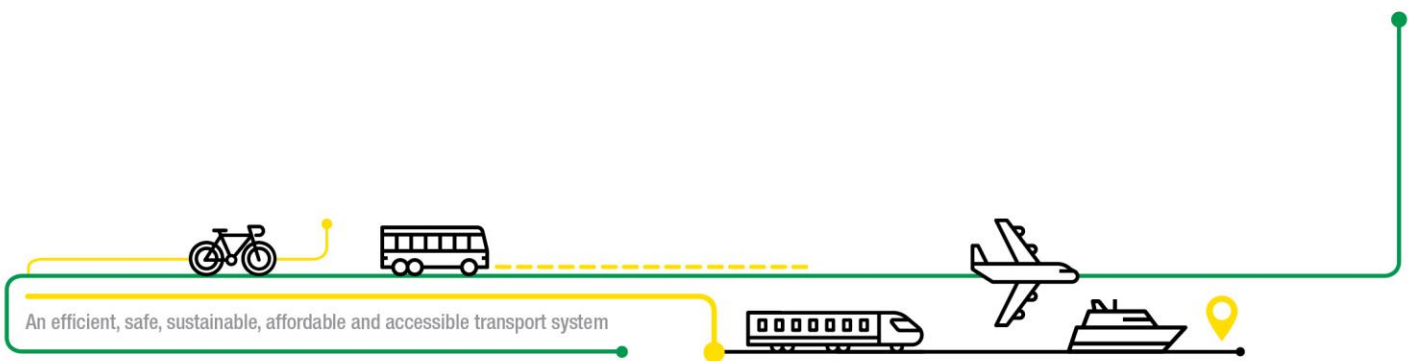 An efficient, safe, sustainable, affordable and accessible transport system